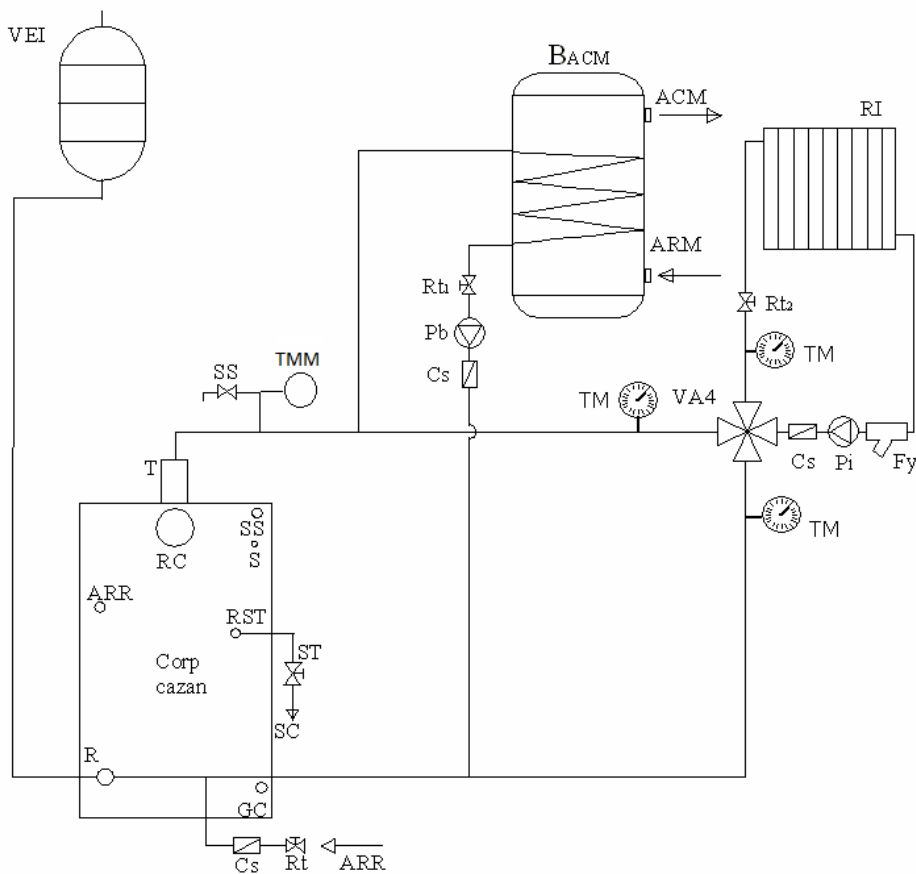 VEI
BACM
ACM
RI
ARM
Rt1
Rt2
Pb
TM
TMM
SS
Cs
TM
VA4
T
Cs
Pi
Fy
SS
S
TM
RC
ARR
RST
ST
Corp
cazan
SC
R
GC
Cs
Rt
ARR